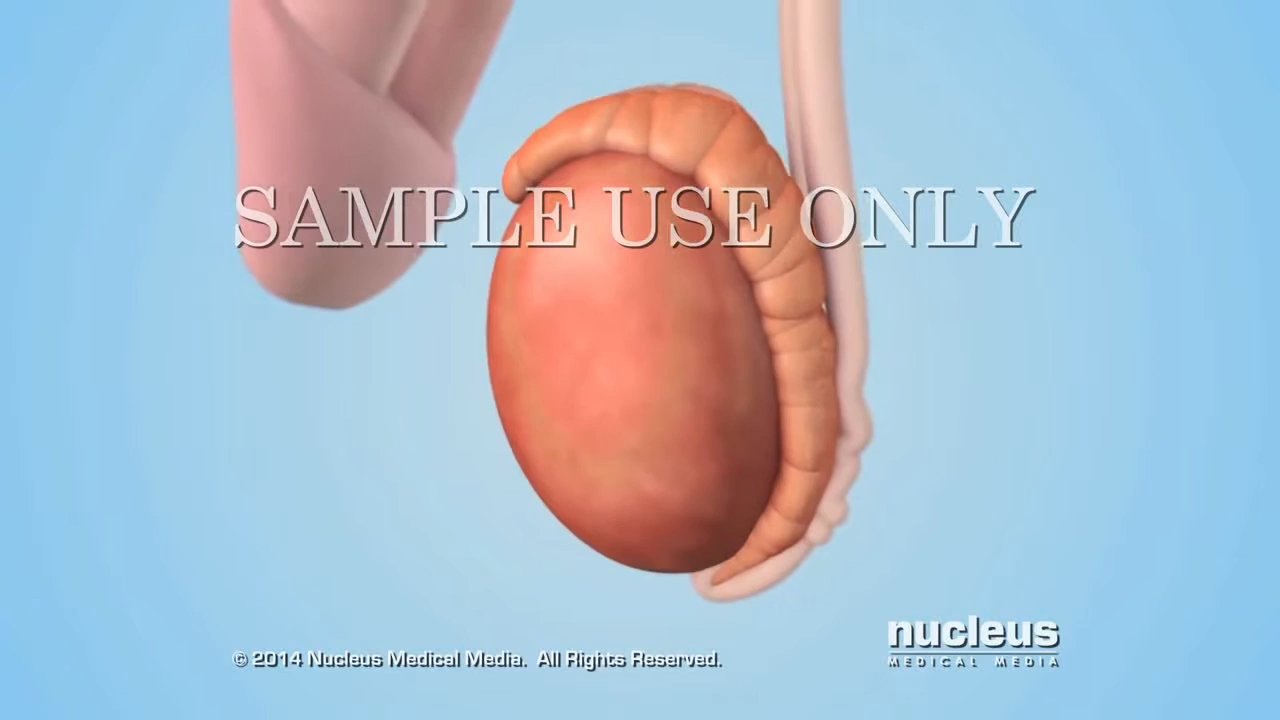 SAMPLE USE ONLY
nucleus
MEDICAL MEDIA
© 2014 Nucleus Medical Media. All Rights Reserved.